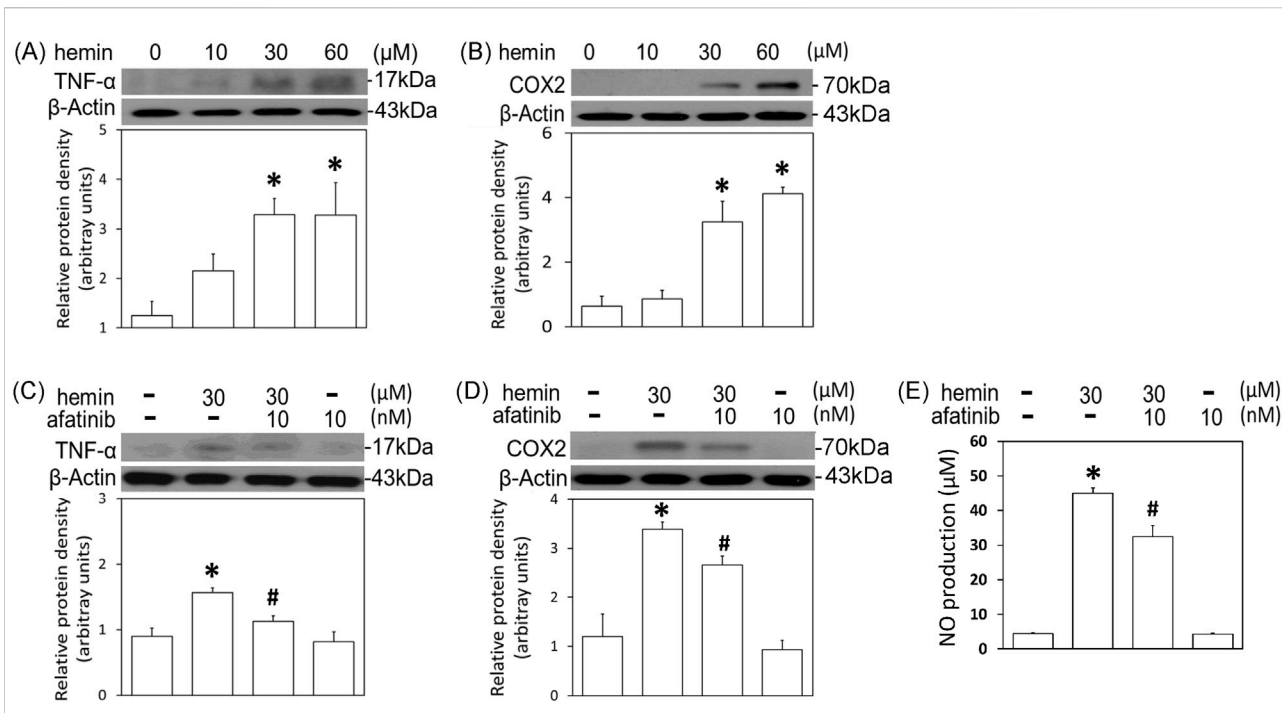 (A) hemin 0 10 30 60 (μM)
TNF-α -17kDa
β-Actin -43kDa
Relative protein density
(arbitray units)
5
4
3
2
1
* *
(B) hemin 0 10 30 60 (μM)
COX2 - 70kDa
β-Actin - 43kDa
Relative protein density
(arbitray units)
6
4
2
0
* *
(C) hemin - 30 30 - (μM)
afatinib - - 10 10 (nM)
TNF-α -17kDa
β-Actin -43kDa
Relative protein density
(arbitray units)
3
2
1
0
* #
(D) hemin - 30 30 - (μM)
afatinib - - 10 10 (nM)
COX2 -70kDa
β-Actin - 43kDa
Relative protein density
(arbitray units)
4
3
2
1
0
* #
(E) hemin - 30 30 - (μM)
afatinib - - 10 10 (nM)
NO production (μM)
60
50
40
30
20
10
0
* #